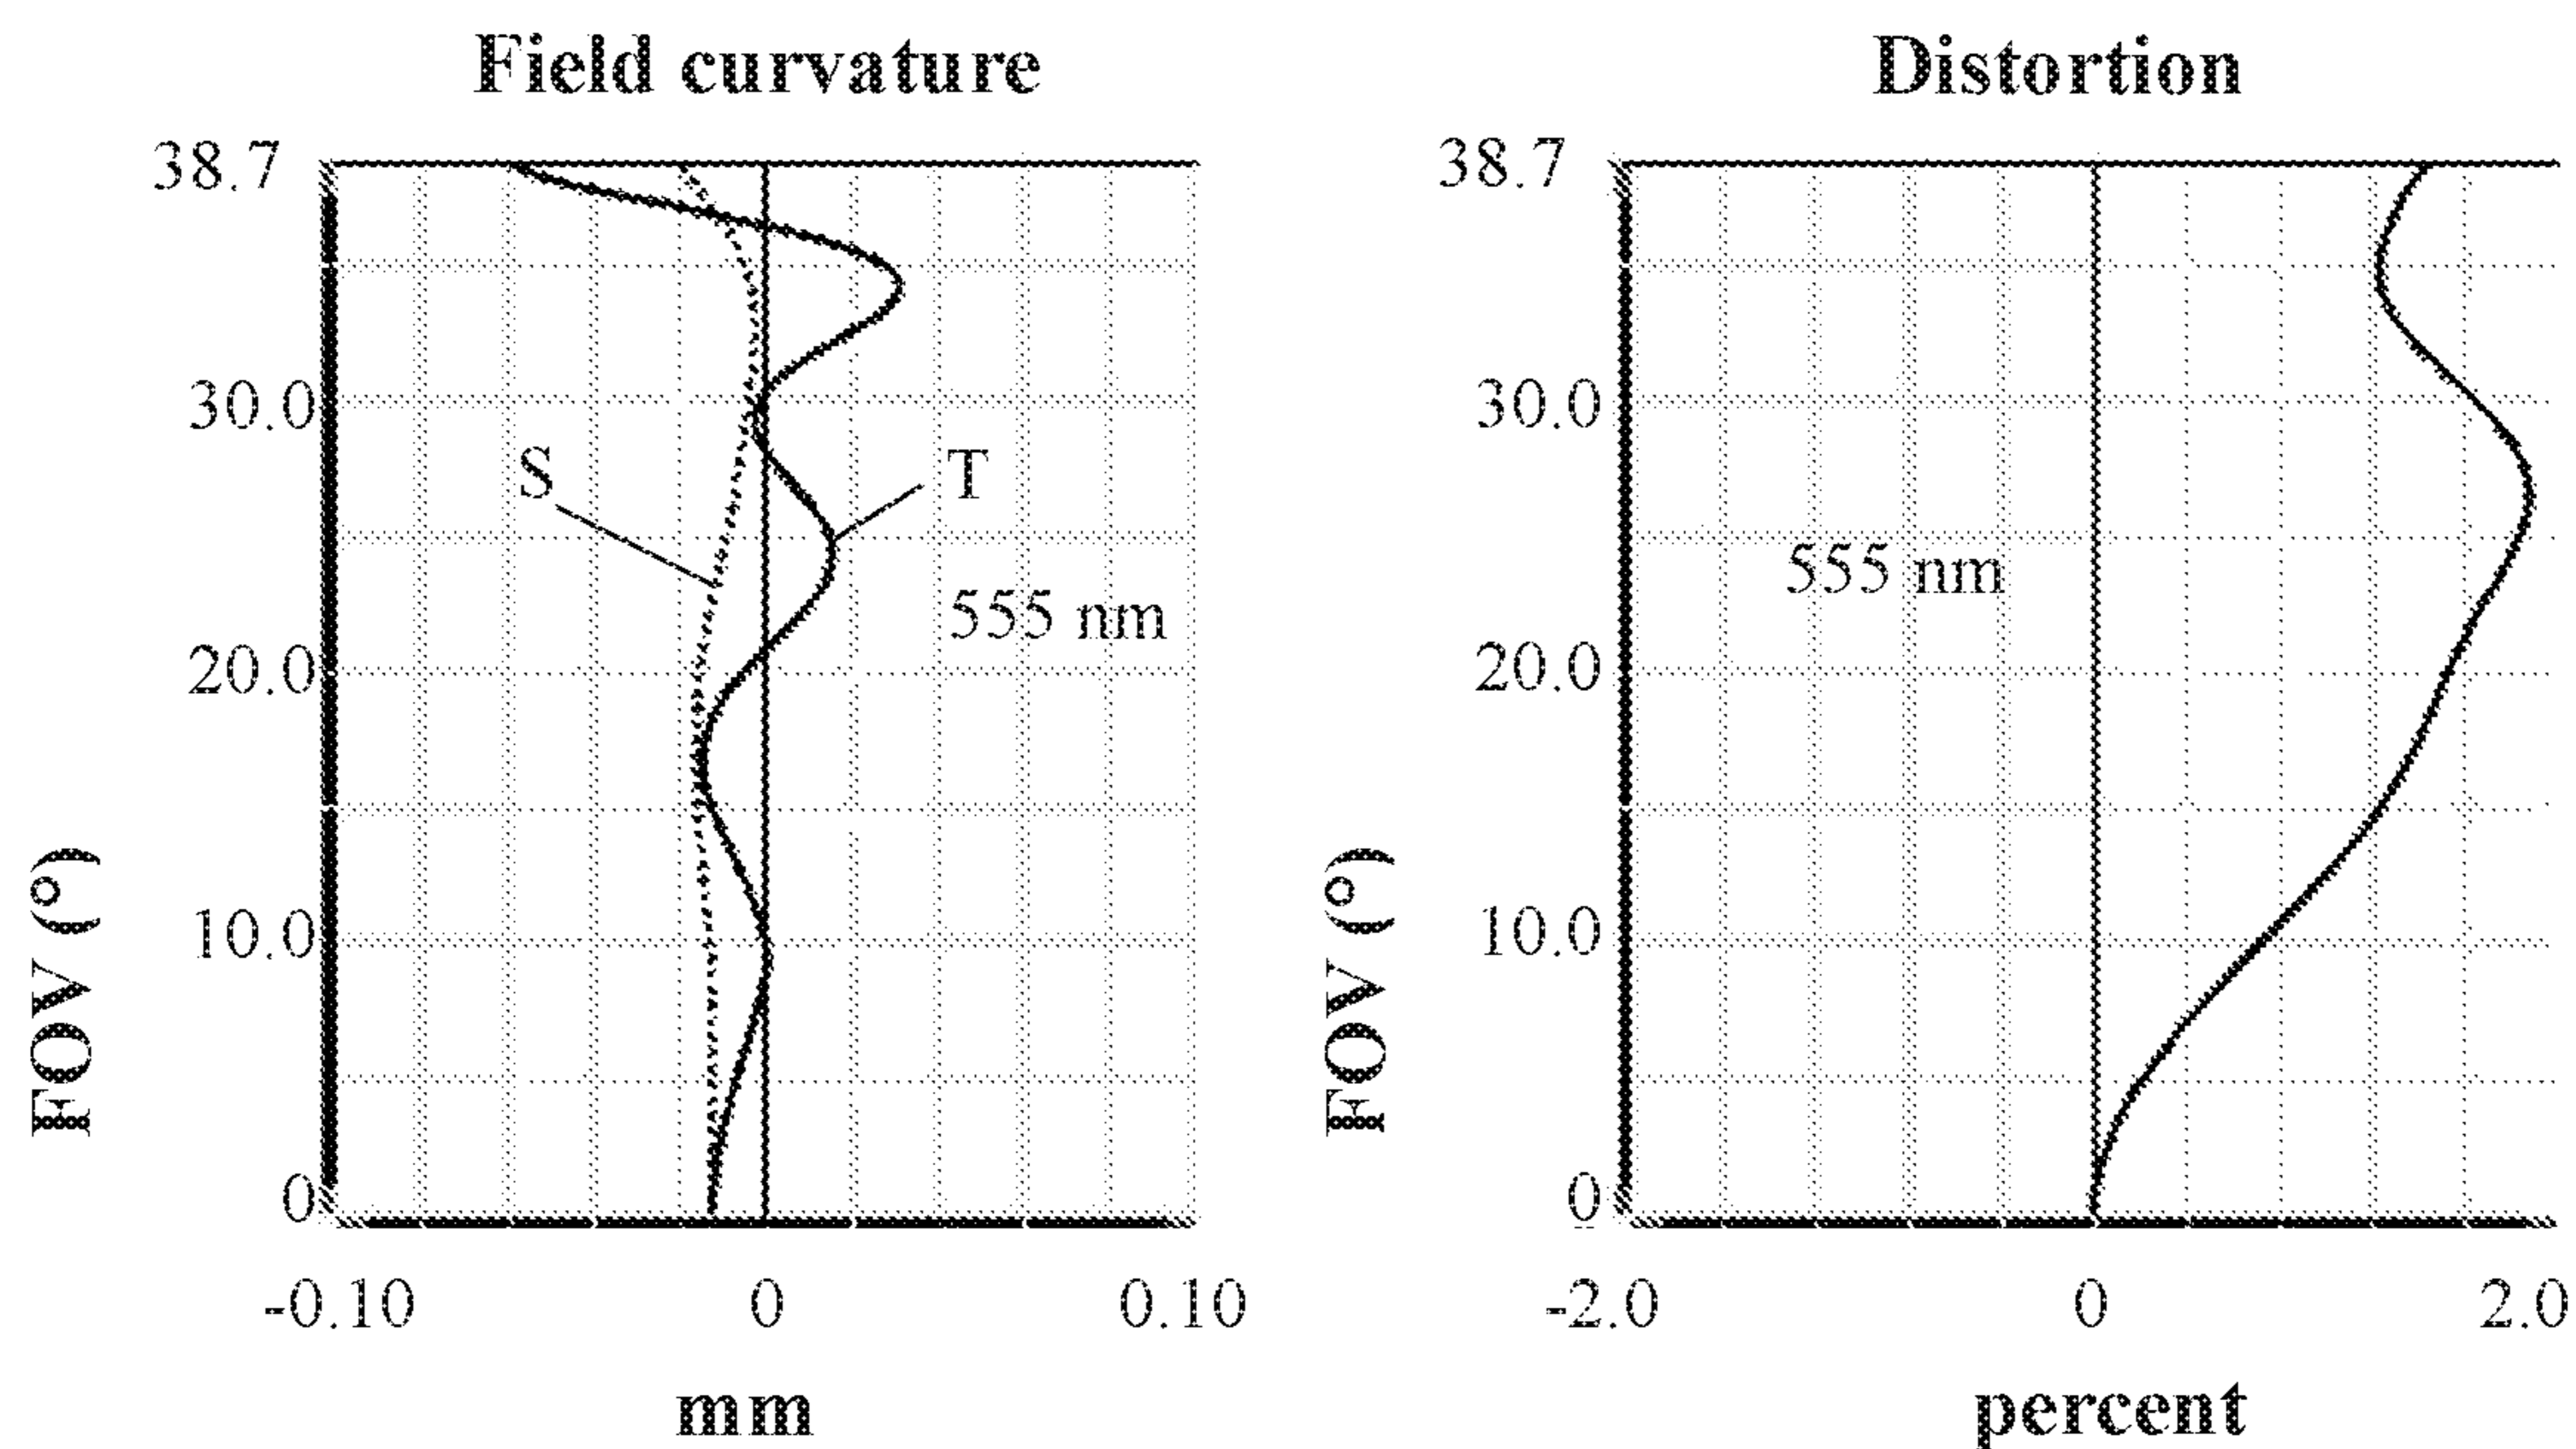 Field curvature
38.7
30.0
20.0
10.0
0
FOV (°)
S
T
555 nm
-0.10
0
0.10
mm
Distortion
38.7
30.0
20.0
10.0
0
FOV (°)
555 nm
-2.0
0
2.0
percent